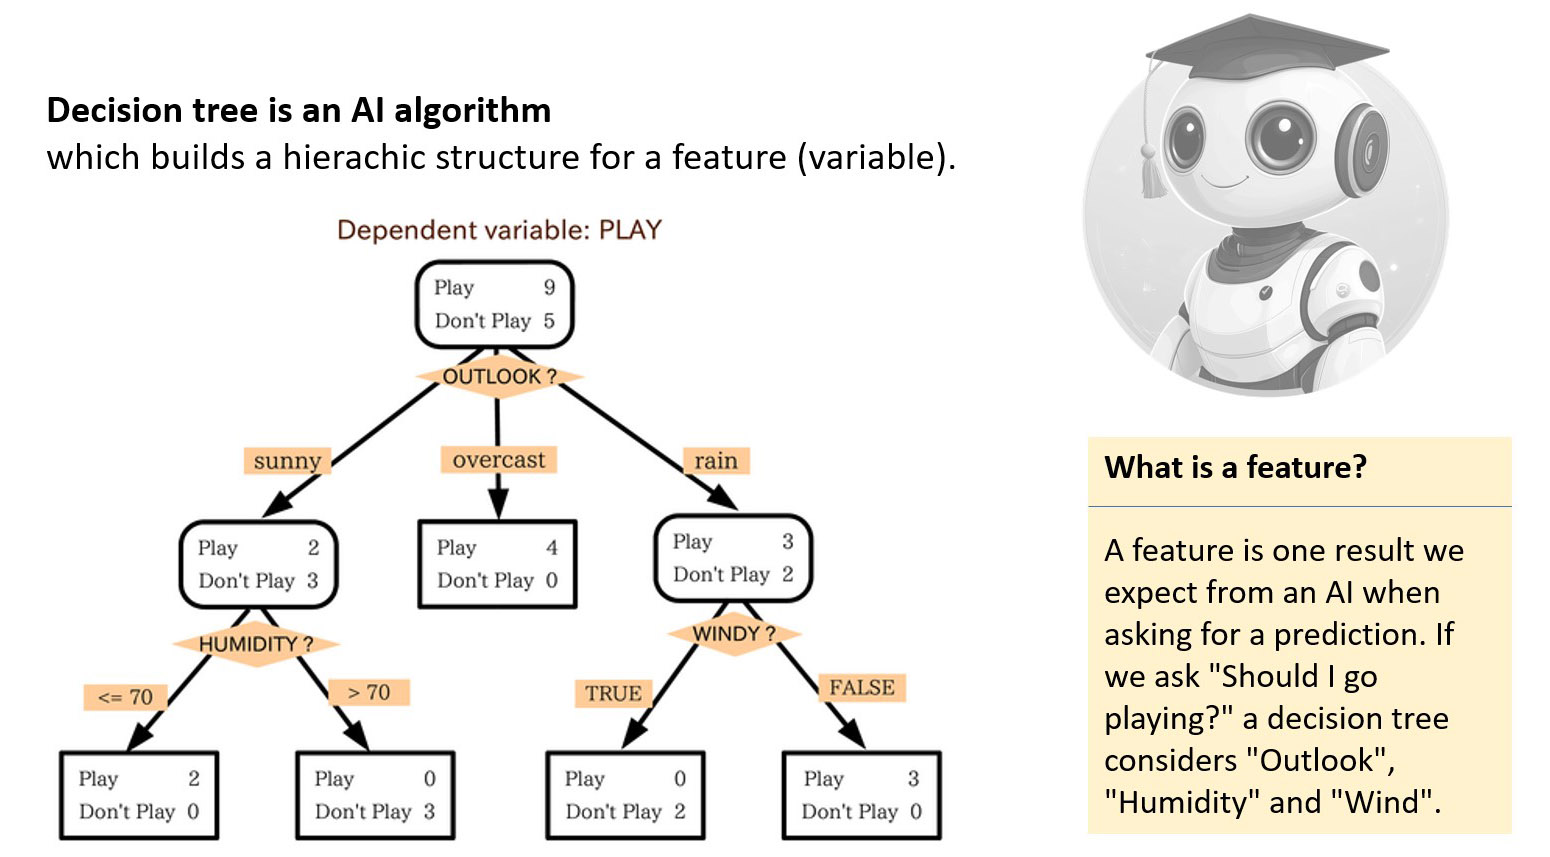 Decision tree is an AI algorithm
which builds a hierachic structure for a feature (variable).
Dependent variable: PLAY
Play 9
Don't Play 5
OUTLOOK ?
sunny
overcast
rain
Play 2
Don't Play 3
Play 4
Don't Play 0
Play 3
Don't Play 2
HUMIDITY ?
WINDY ?
<= 70
> 70
TRUE
FALSE
Play 2
Don't Play 0
Play 0
Don't Play 3
Play 0
Don't Play 2
Play 3
Don't Play 0
What is a feature?
A feature is one result we
expect from an AI when
asking for a prediction. If
we ask "Should I go
playing?" a decision tree
considers "Outlook",
"Humidity" and "Wind".